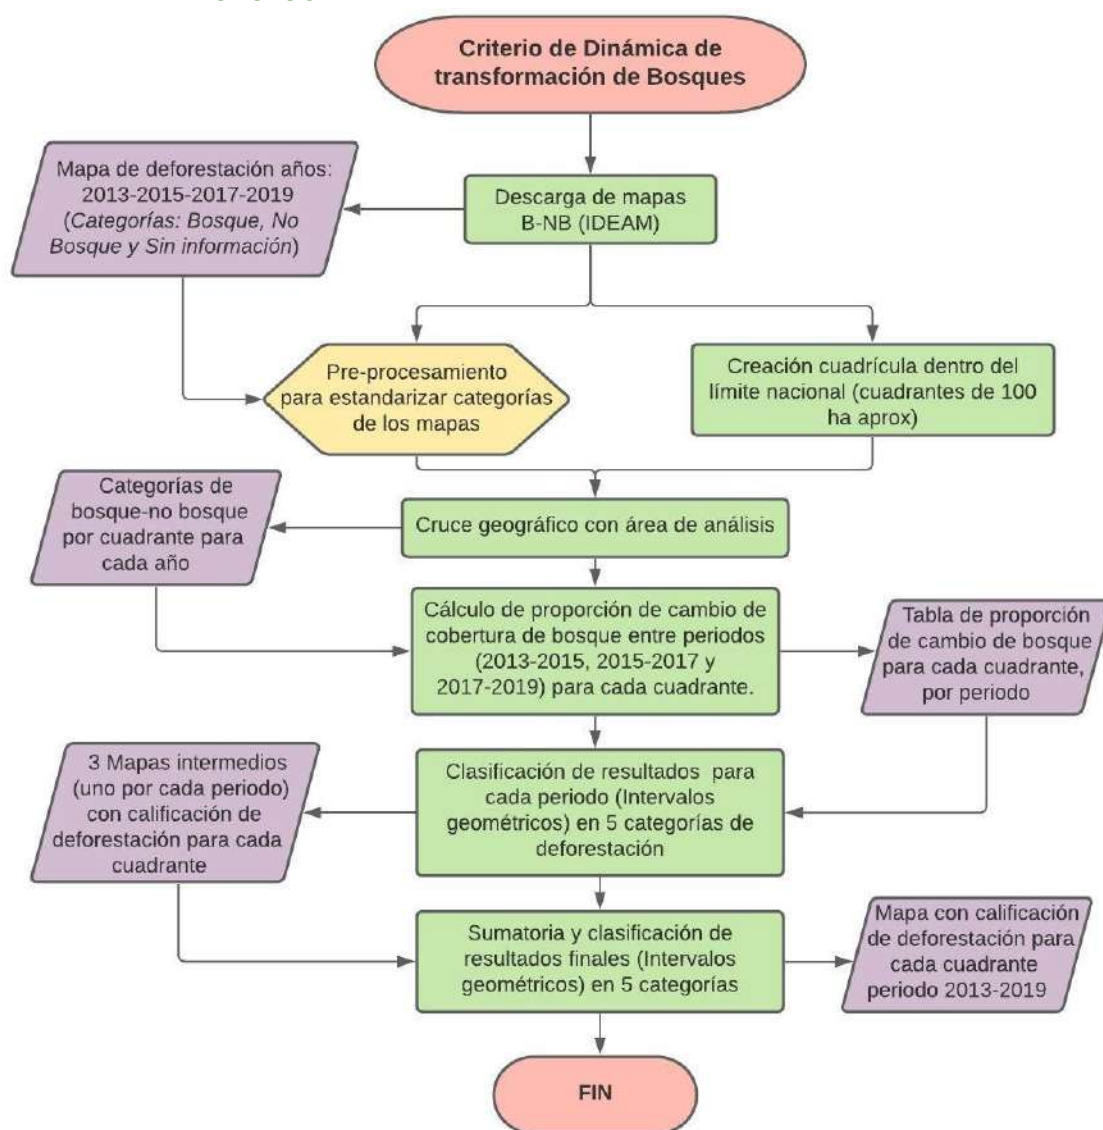 Criterio de Dinámica de
transformación de Bosques
Mapa de deforestación años:
2013-2015-2017-2019
(Categorías: Bosque, No
Bosque y Sin información)
Descarga de mapas
B-NB (IDEAM)
Pre-procesamiento
para estandarizar categorías
de los mapas
Creación cuadrícula dentro del
límite nacional (cuadrantes de 100
ha aprox)
Categorías de
bosque-no bosque
por cuadrante para
cada año
Cruce geográfico con área de análisis
Cálculo de proporción de cambio de
cobertura de bosque entre periodos
(2013-2015, 2015-2017 y
2017-2019) para cada cuadrante.
Tabla de proporción
de cambio de bosque
para cada cuadrante,
por periodo
3 Mapas intermedios
(uno por cada periodo)
con calificación de
deforestación para cada
cuadrante
Clasificación de resultados para
cada periodo (Intervalos
geométricos) en 5 categorías de
deforestación
Sumatoria y clasificación de
resultados finales (Intervalos
geométricos) en 5 categorías
Mapa con calificación
de deforestación para
cada cuadrante
periodo 2013-2019
FIN